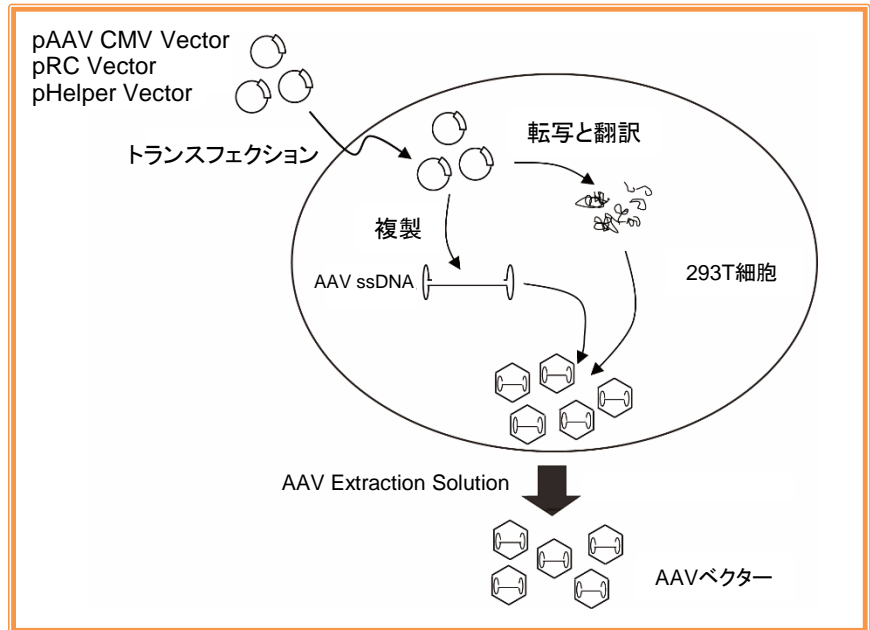 pAAV CMV Vector
pRC Vector
pHelper Vector
トランスフェクション
転写と翻訳
複製
AAV ssDNA
293T細胞
AAV Extraction Solution
AAVベクター